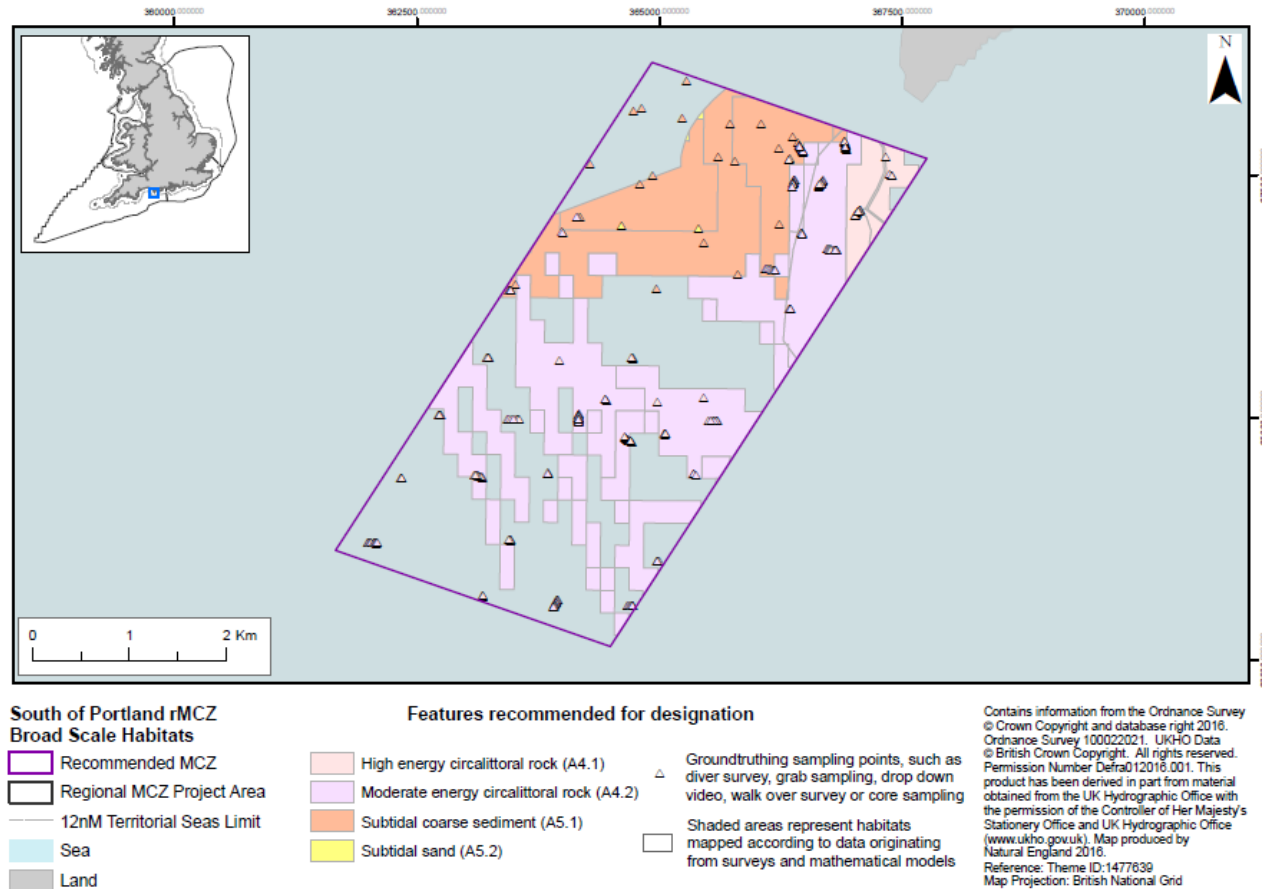 360000.000000
362500.000000
365000.000000
367500.000000
370000.000000
N
0 1 2 Km
South of Portland rMCZ
Broad Scale Habitats
Recommended MCZ
Regional MCZ Project Area
12nM Territorial Seas Limit
Sea
Land
Features recommended for designation
High energy circalittoral rock (A4.1)
Moderate energy circalittoral rock (A4.2)
Subtidal coarse sediment (A5.1)
Subtidal sand (A5.2)
Groundtruthing sampling points, such as
diver survey, grab sampling, drop down
video, walk over survey or core sampling
Shaded areas represent habitats
mapped according to data originating
from surveys and mathematical models
Contains information from the Ordnance Survey
© Crown Copyright and database right 2016.
Ordnance Survey 100022021. UKHO Data
© British Crown Copyright. All rights reserved.
Permission Number Defra012016.001. This
product has been derived in part from material
obtained from the UK Hydrographic Office with
the permission of the Controller of Her Majesty's
Stationery Office and UK Hydrographic Office
(www.ukho.gov.uk). Map produced by
Natural England 2016.
Reference: Theme ID:1477639
Map Projection: British National Grid